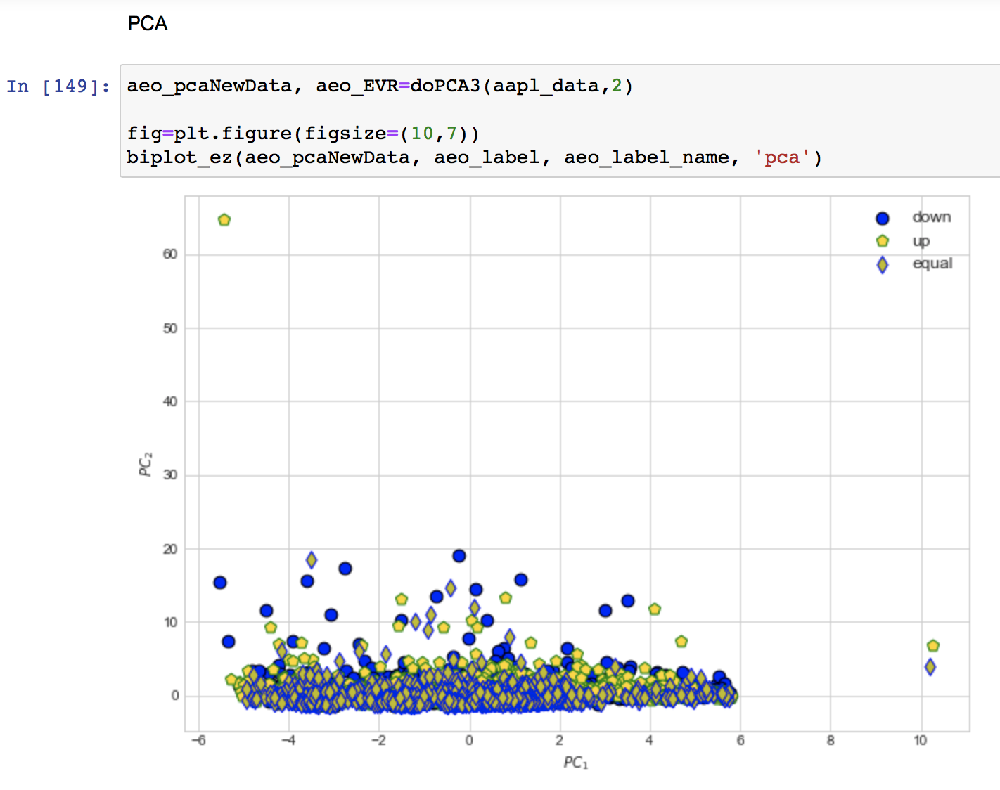 PCA
In [149]:
aeo_pcaNewData, aeo_EVR=doPCA3(aapl_data,2)
fig=plt.figure(figsize=(10,7))
biplot_ez(aeo_pcaNewData, aeo_label, aeo_label_name, 'pca')
down
up
equal
60
50
40
30
20
10
0
PC₂
−6 −4 −2 0 2 4 6 8 10
PC₁